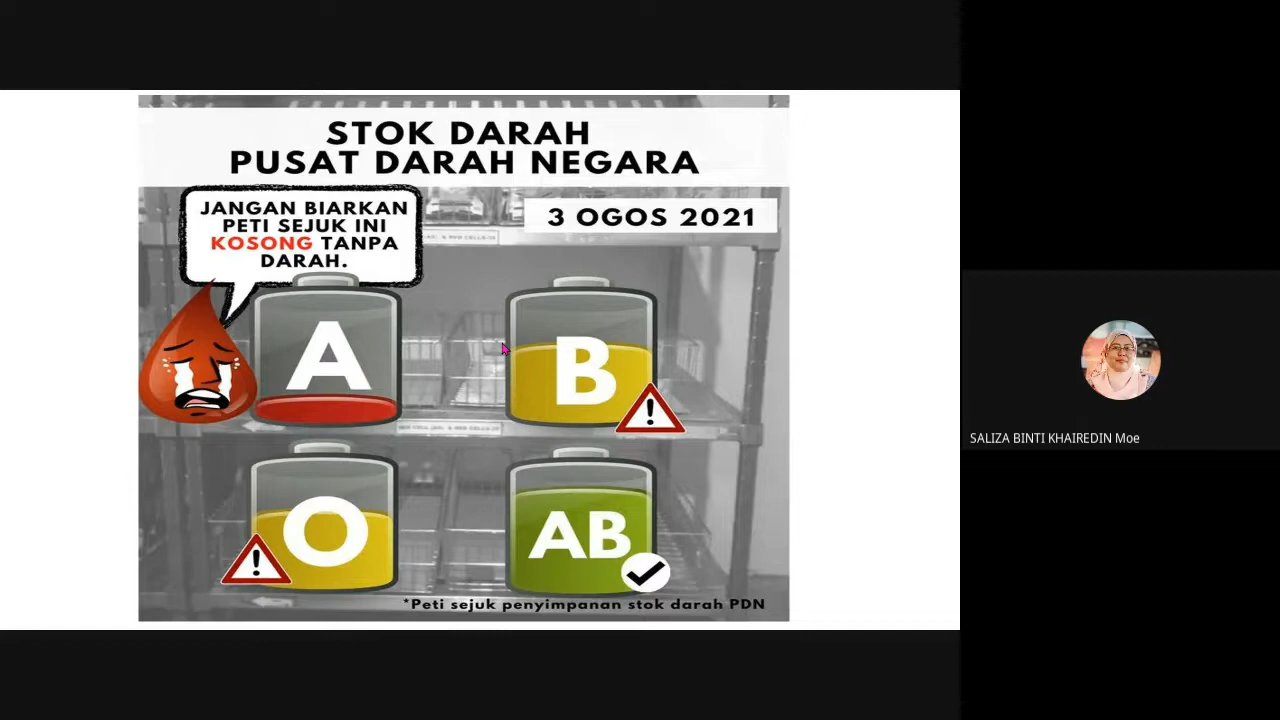 STOK DARAH
PUSAT DARAH NEGARA
JANGAN BIARKAN
PETI SEJUK INI
KOSONG TANPA
DARAH.
3 OGOS 2021
A
B
O
AB
*Peti sejuk penyimpanan stok darah PDN
SALIZA BINTI KHAIREDIN Moe